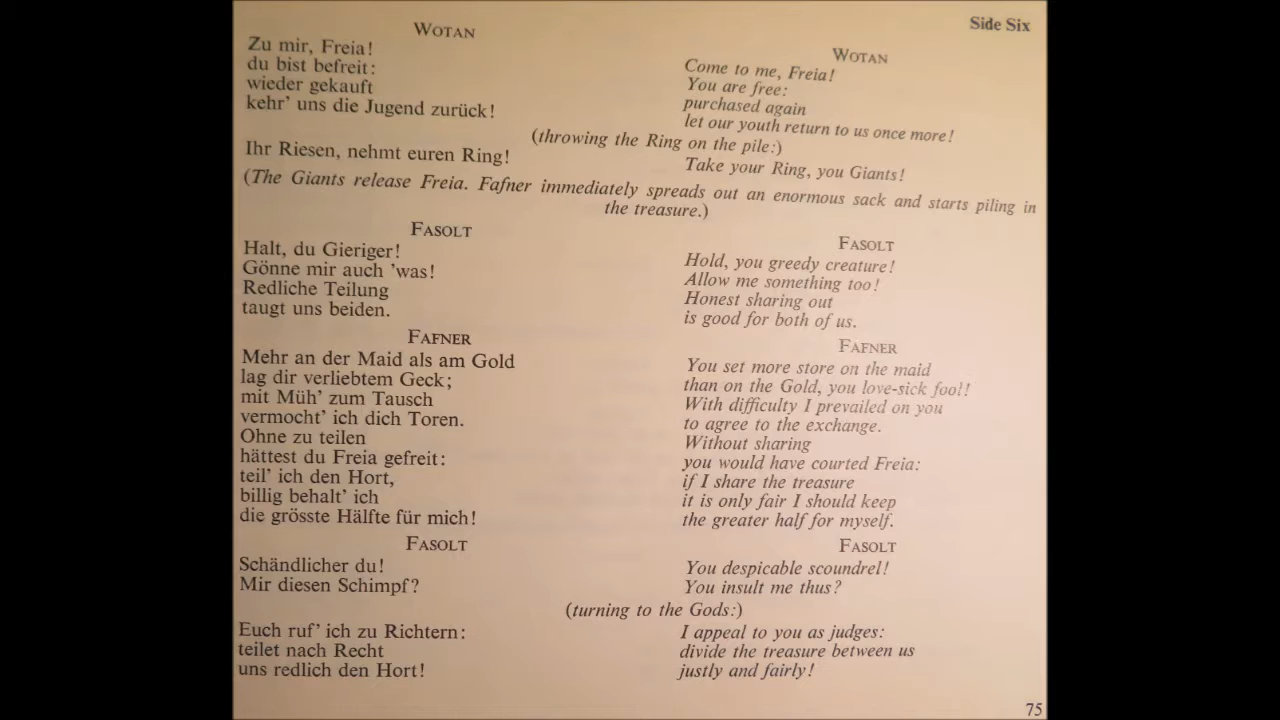 Side Six
WOTAN
Zu mir, Freia!
du bist befreit:
wieder gekauft
kehr' uns die Jugend zurück!
WOTAN
Come to me, Freia!
You are free:
purchased again
let our youth return to us once more!
(throwing the Ring on the pile:)
Ihr Riesen, nehmt euren Ring!
Take your Ring, you Giants!
(The Giants release Freia. Fafner immediately spreads out an enormous sack and starts piling in
the treasure.)
FASOLT
Halt, du Gieriger!
Gönne mir auch 'was!
Redliche Teilung
taugt uns beiden.
FASOLT
Hold, you greedy creature!
Allow me something too!
Honest sharing out
is good for both of us.
FAFNER
Mehr an der Maid als am Gold
lag dir verliebtem Geck;
mit Müh' zum Tausch
vermocht' ich dich Toren.
Ohne zu teilen
hättest du Freia gefreit:
teil' ich den Hort,
billig behalt' ich
die grösste Hälfte für mich!
FAFNER
You set more store on the maid
than on the Gold, you love-sick fool!
With difficulty I prevailed on you
to agree to the exchange.
Without sharing
you would have courted Freia:
if I share the treasure
it is only fair I should keep
the greater half for myself.
FASOLT
Schändlicher du!
Mir diesen Schimpf?
FASOLT
You despicable scoundrel!
You insult me thus?
(turning to the Gods:)
Euch ruf' ich zu Richtern:
teilet nach Recht
uns redlich den Hort!
I appeal to you as judges:
divide the treasure between us
justly and fairly!
75